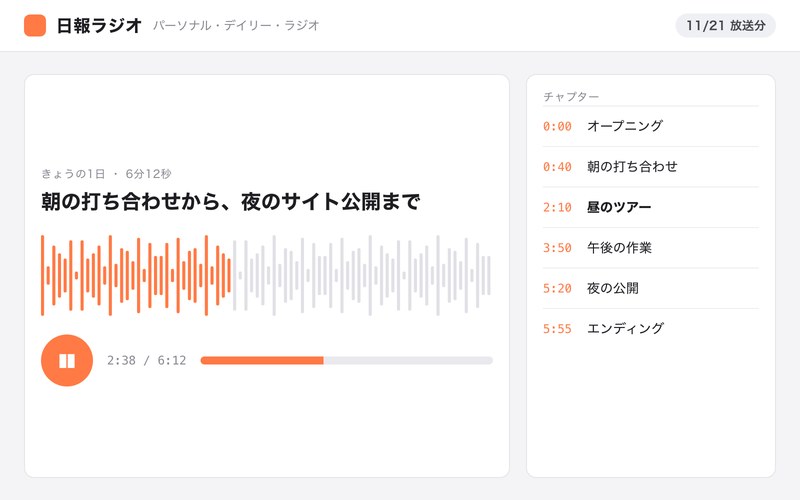 日報ラジオ パーソナル・デイリー・ラジオ
11/21 放送分
きょうの1日 ・ 6分12秒
朝の打ち合わせから、夜のサイト公開まで
2:38 / 6:12
チャプター
0:00 オープニング
0:40 朝の打ち合わせ
2:10 昼のツアー
3:50 午後の作業
5:20 夜の公開
5:55 エンディング